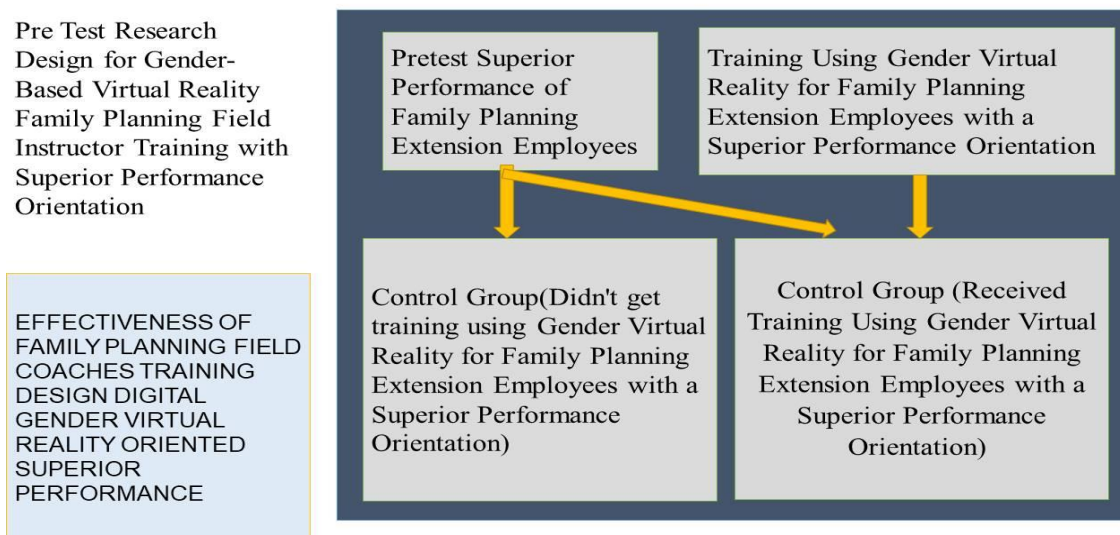 Pre Test Research
Design for Gender-
Based Virtual Reality
Family Planning Field
Instructor Training with
Superior Performance
Orientation
EFFECTIVENESS OF
FAMILY PLANNING FIELD
COACHES TRAINING
DESIGN DIGITAL
GENDER VIRTUAL
REALITY ORIENTED
SUPERIOR
PERFORMANCE
Pretest Superior
Performance of
Family Planning
Extension Employees
Training Using Gender Virtual
Reality for Family Planning
Extension Employees with a
Superior Performance Orientation
Control Group(Didn't get
training using Gender Virtual
Reality for Family Planning
Extension Employees with a
Superior Performance
Orientation)
Control Group (Received
Training Using Gender Virtual
Reality for Family Planning
Extension Employees with a
Superior Performance
Orientation)